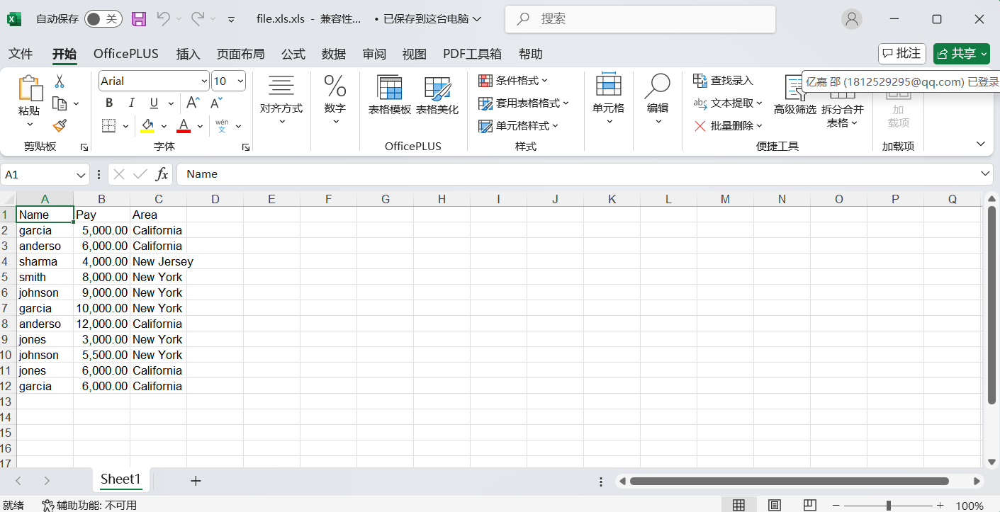 自动保存 关 file.xls.xls - 兼容性... • 已保存到这台电脑 搜索
文件 开始 OfficePLUS 插入 页面布局 公式 数据 审阅 视图 PDF工具箱 帮助 批注 共享
亿嘉 邵 (1812529295@qq.com) 已登录
粘贴 Arial 10 对齐方式 数字 表格模板 表格美化 条件格式 单元格 编辑 查找录入 高级筛选 拆分合并表格 加载项
B I U A A 套用表格格式 abc 文本提取
A wén 文 单元格样式 批量删除
剪贴板 字体 OfficePLUS 样式 便捷工具 加载项
A1 fx Name
A B C D E F G H I J K L M N O P Q
1 Name Pay Area
2 garcia 5,000.00 California
3 anderso 6,000.00 California
4 sharma 4,000.00 New Jersey
5 smith 8,000.00 New York
6 johnson 9,000.00 New York
7 garcia 10,000.00 New York
8 anderso 12,000.00 California
9 jones 3,000.00 New York
10 johnson 5,500.00 New York
11 jones 6,000.00 California
12 garcia 6,000.00 California
13
14
15
16
17
Sheet1
就绪 辅助功能: 不可用 100%